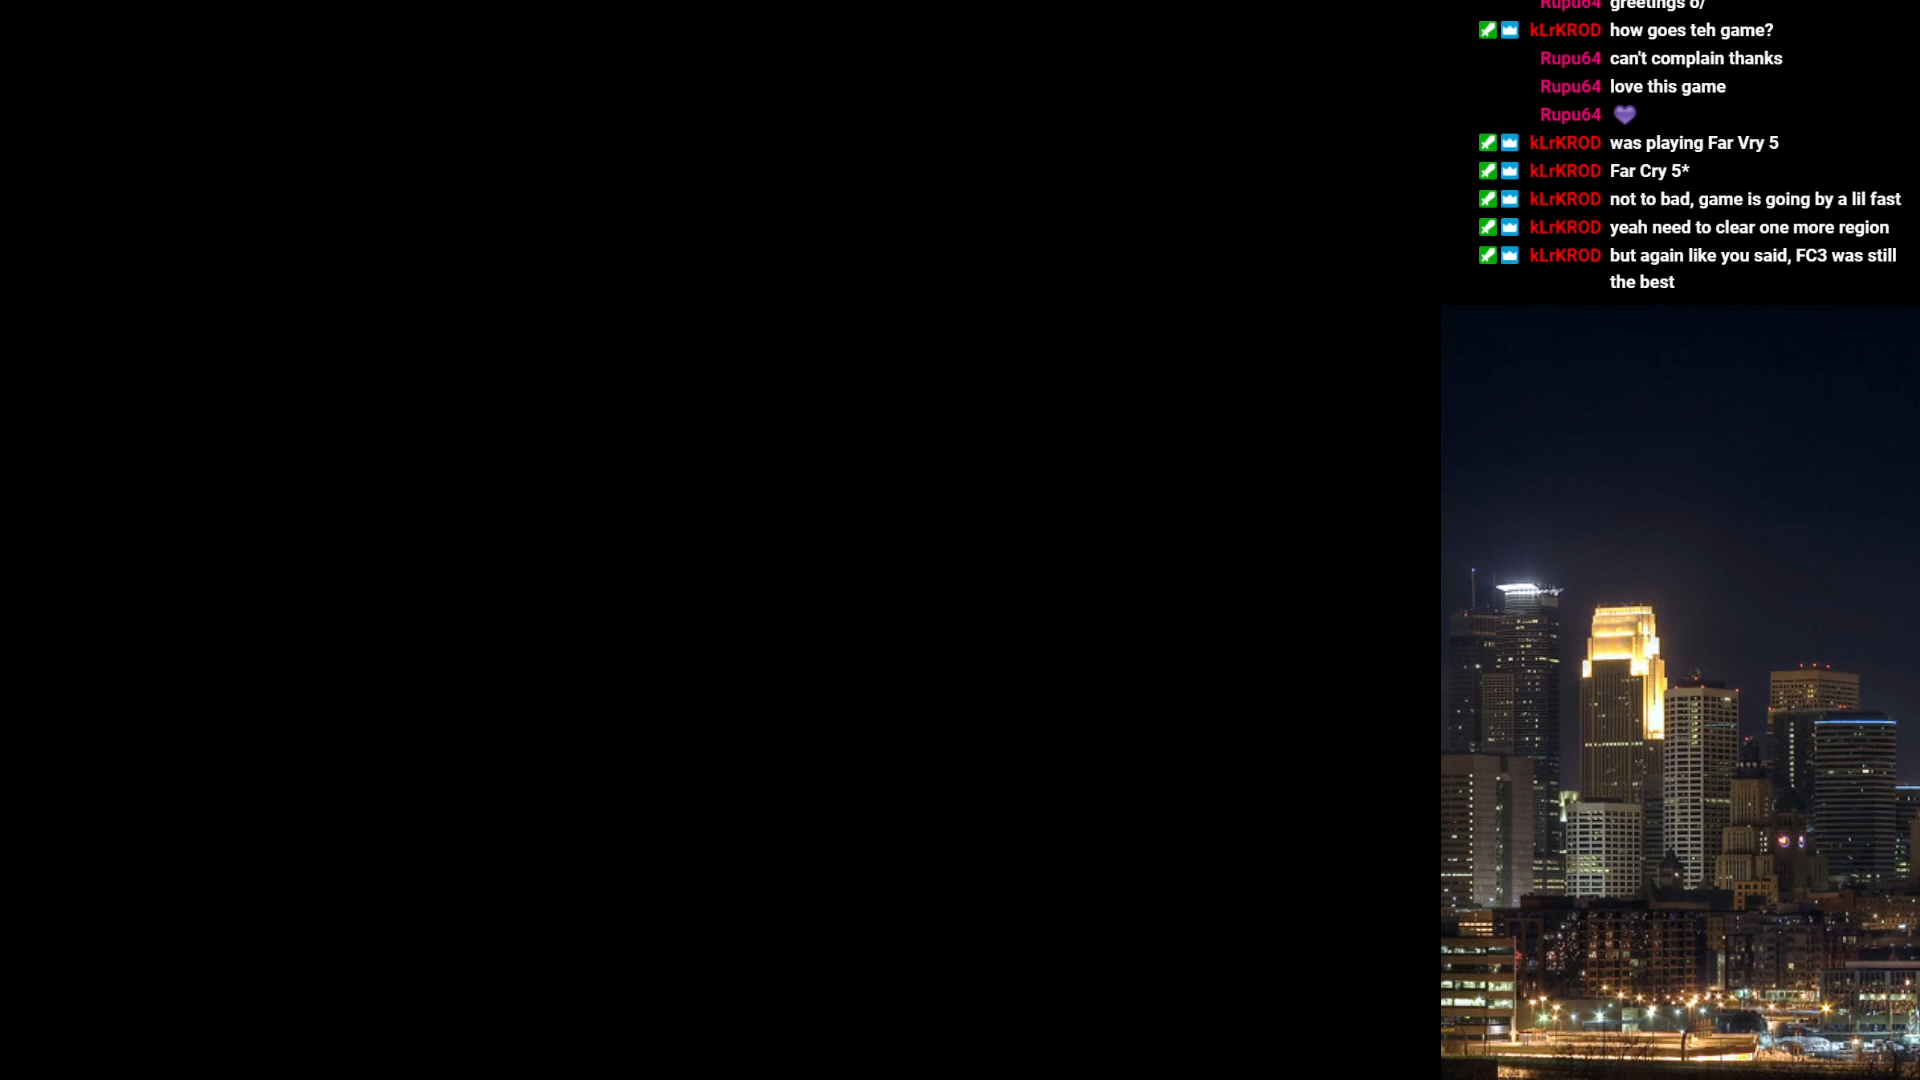 Rupu64 greetings o/
kLrKROD how goes teh game?
Rupu64 can't complain thanks
Rupu64 love this game
Rupu64
kLrKROD was playing Far Vry 5
kLrKROD Far Cry 5*
kLrKROD not to bad, game is going by a lil fast
kLrKROD yeah need to clear one more region
kLrKROD but again like you said, FC3 was still
the best